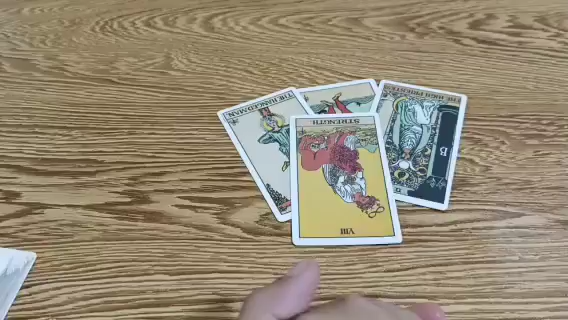 THE HANGED MAN
THE HIGH PRIESTESS
B
STRENGTH
VIII